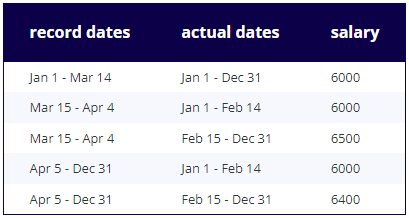 record dates actual dates salary
Jan 1 - Mar 14 Jan 1 - Dec 31 6000
Mar 15 - Apr 4 Jan 1 - Feb 14 6000
Mar 15 - Apr 4 Feb 15 - Dec 31 6500
Apr 5 - Dec 31 Jan 1 - Feb 14 6000
Apr 5 - Dec 31 Feb 15 - Dec 31 6400